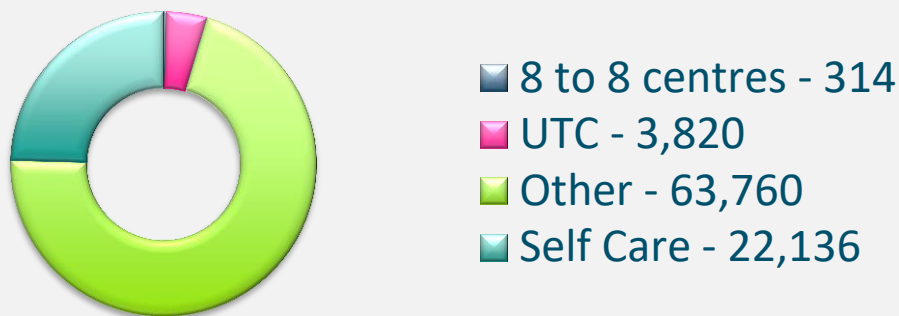 8 to 8 centres - 314
UTC - 3,820
Other - 63,760
Self Care - 22,136